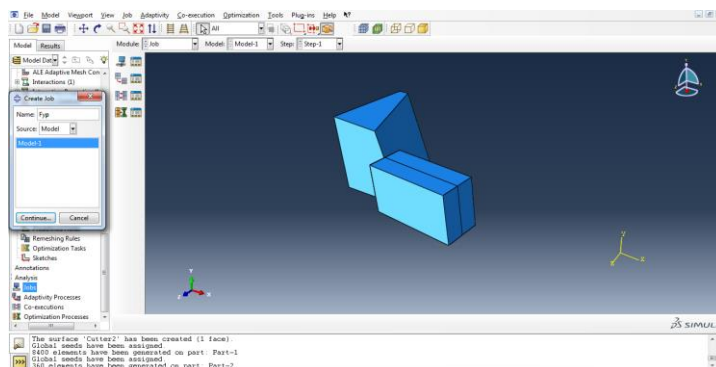 File Model Viewport View Job Adaptivity Co-execution Optimization Tools Plug-ins Help
All
Model Results
Module: Job Model: Model-1 Step: Step-1
Model Dat
ALE Adaptive Mesh Con
Interactions (1)
Create Job
Name: Fyp
Source: Model
Model-1
Continue... Cancel
Remeshing Rules
Optimization Tasks
Sketches
Annotations
Analysis
Jobs
Adaptivity Processes
Co-executions
Optimization Processes
Y
Z X
y
z x
SIMUL
The surface 'Cutter2' has been created (1 face).
Global seeds have been assigned.
8400 elements have been generated on part: Part-1
Global seeds have been assigned.
360 elements have been generated on part: Part-2